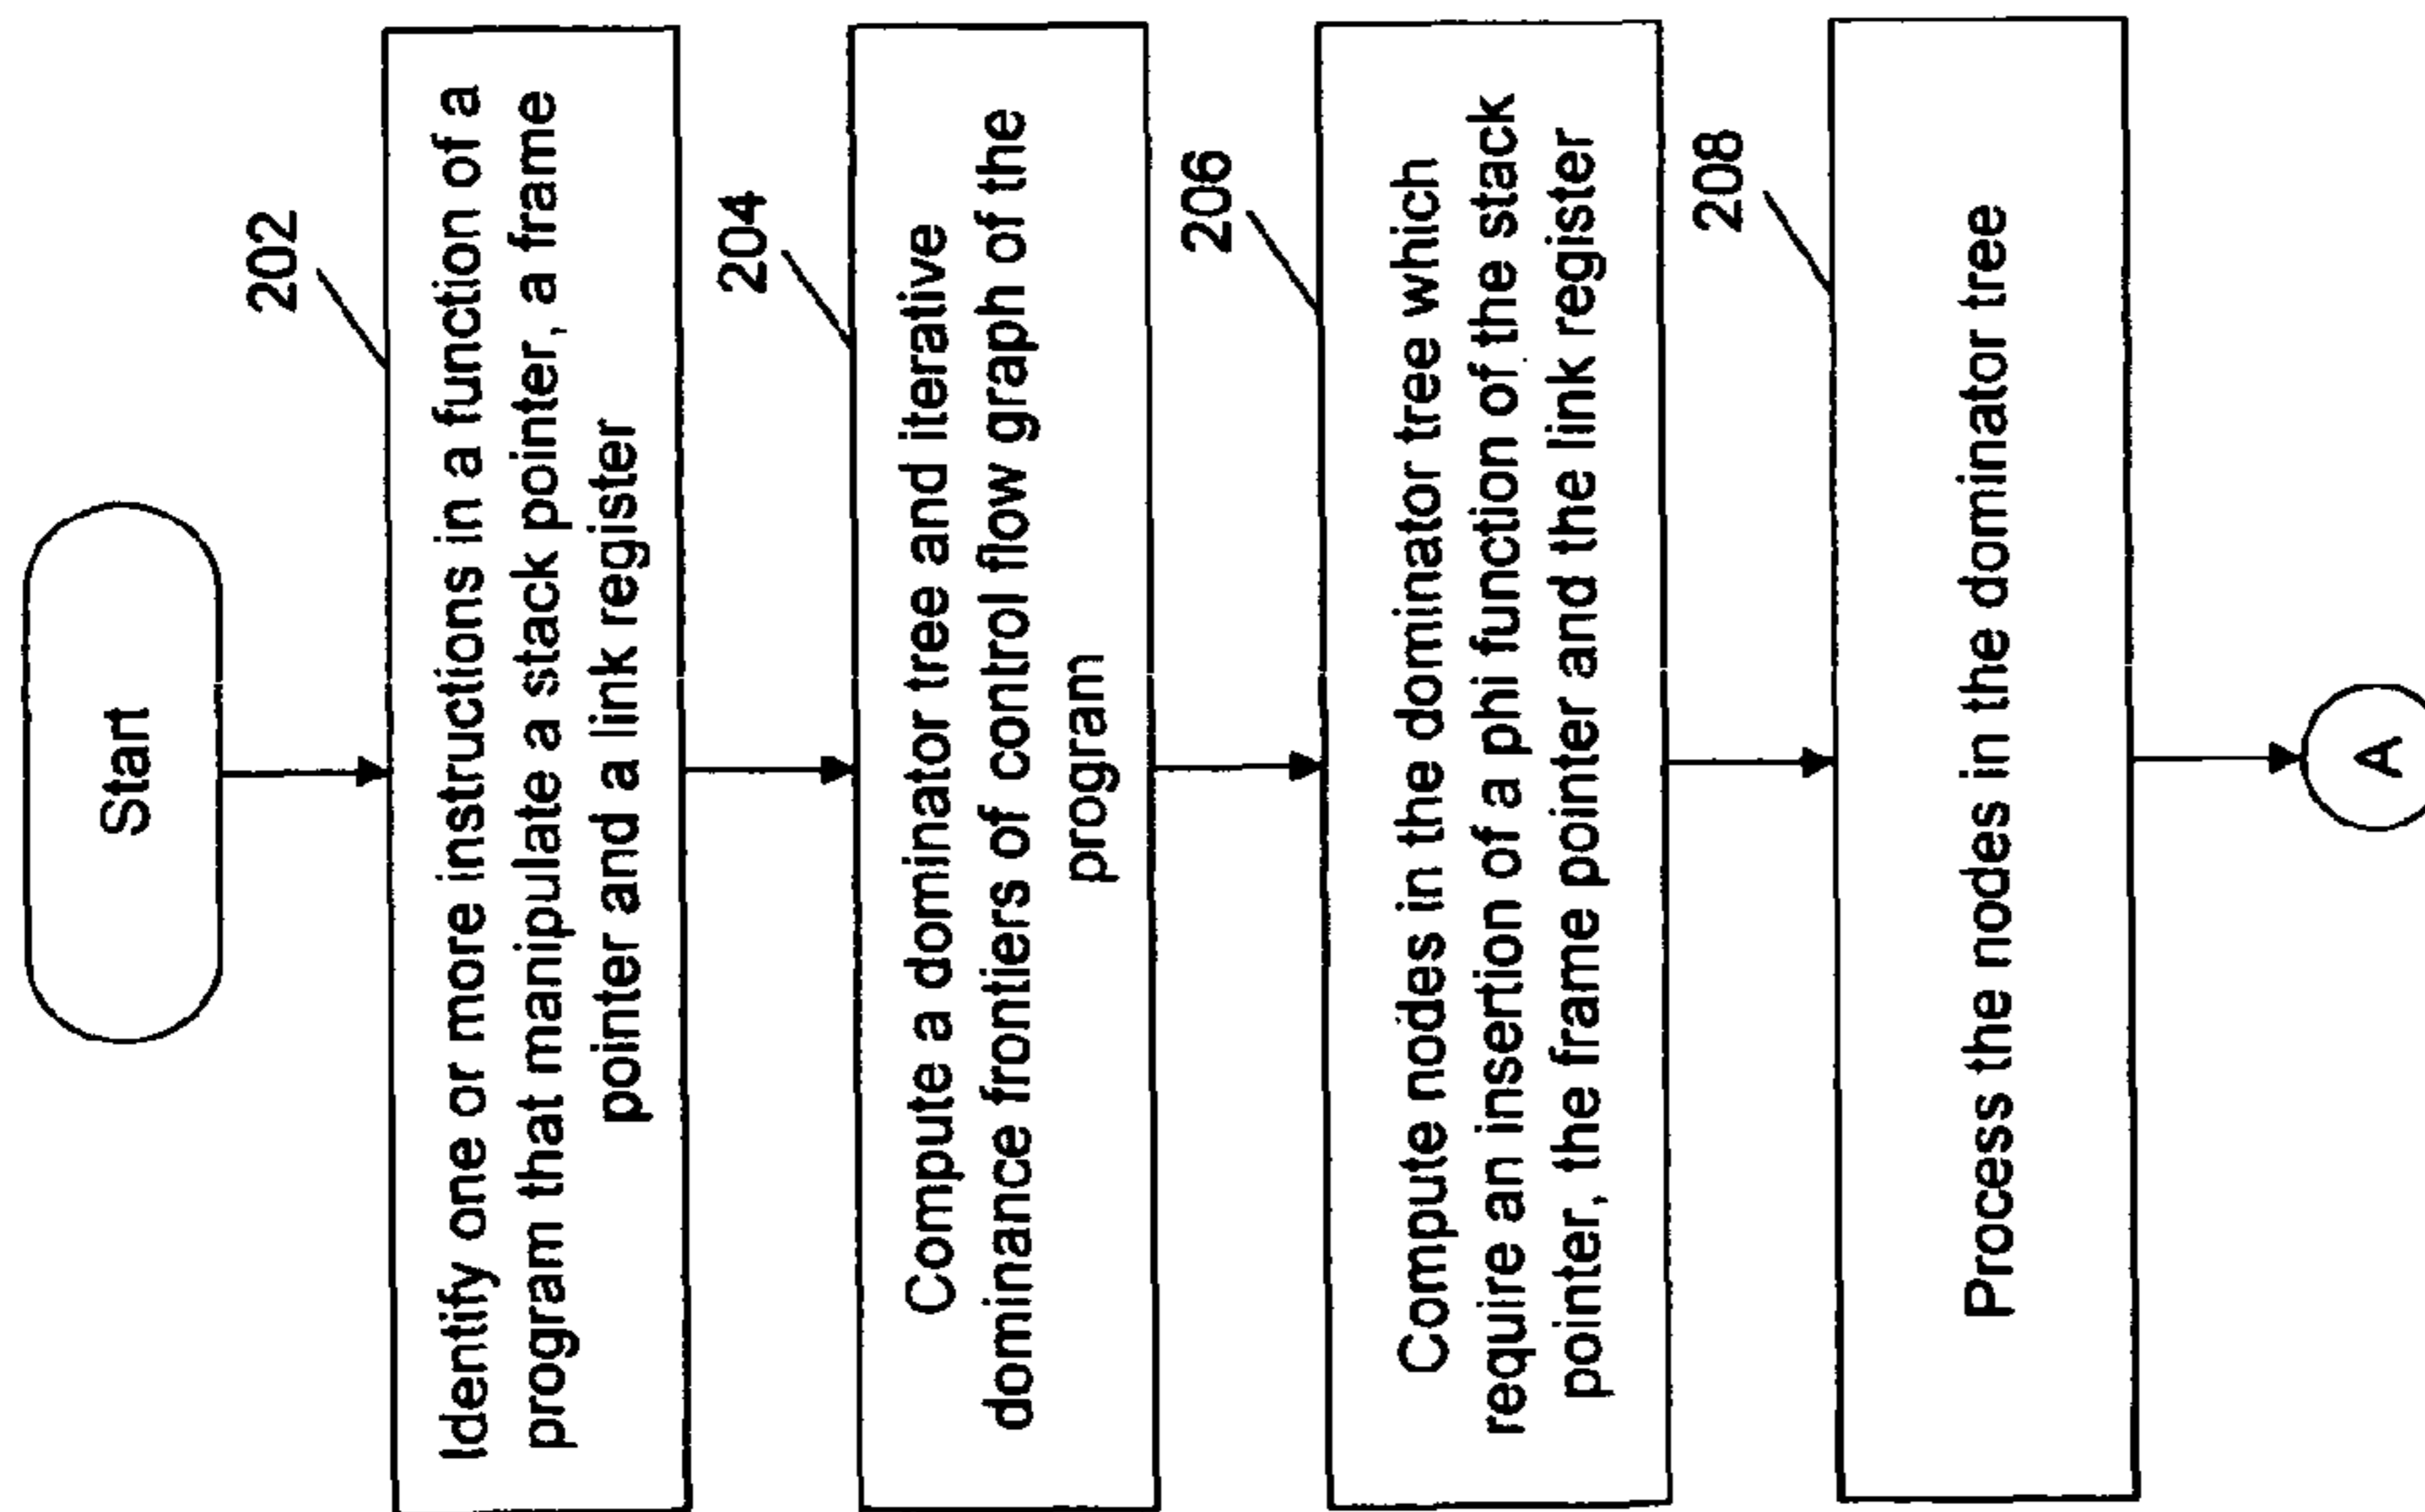 Start
202
Identify one or more instructions in a function of a
program that manipulate a stack pointer, a frame
pointer and a link register
204
Compute a dominator tree and iterative
dominance frontiers of control flow graph of the
program
206
Compute nodes in the dominator tree which
require an insertion of a phi function of the stack
pointer, the frame pointer and the link register
208
Process the nodes in the dominator tree
A